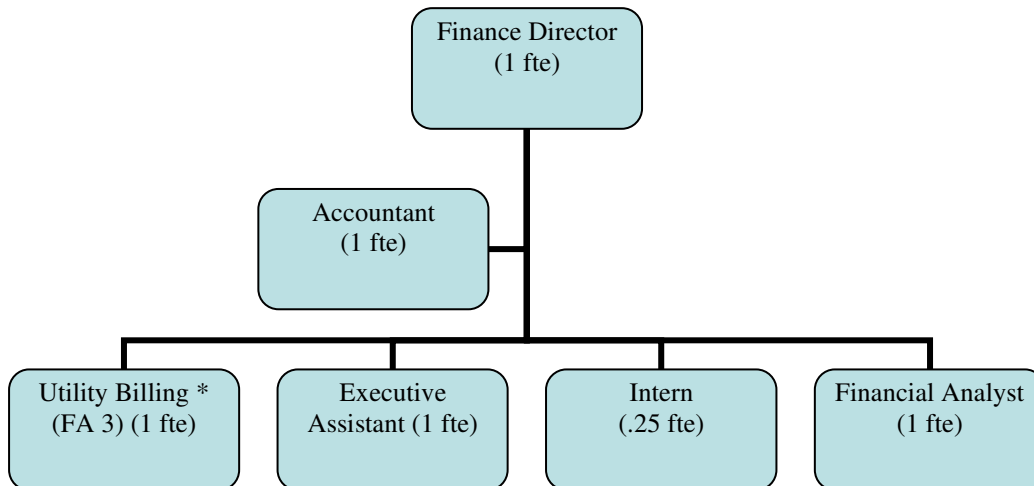 Finance Director
(1 fte)
Accountant
(1 fte)
Utility Billing *
(FA 3) (1 fte)
Executive
Assistant (1 fte)
Intern
(.25 fte)
Financial Analyst
(1 fte)